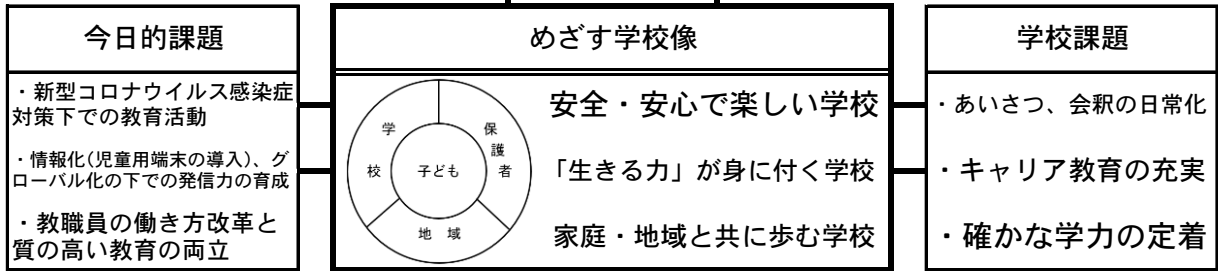 今日的課題
・新型コロナウイルス感染症
対策下での教育活動
・情報化(児童用端末の導入)、グ
ローバル化の下での発信力の育成
・教職員の働き方改革と
質の高い教育の両立
めざす学校像
学校
保護者
子ども
地域
安全・安心で楽しい学校
「生きる力」が身に付く学校
家庭・地域と共に歩む学校
学校課題
・あいさつ、会釈の日常化
・キャリア教育の充実
・確かな学力の定着